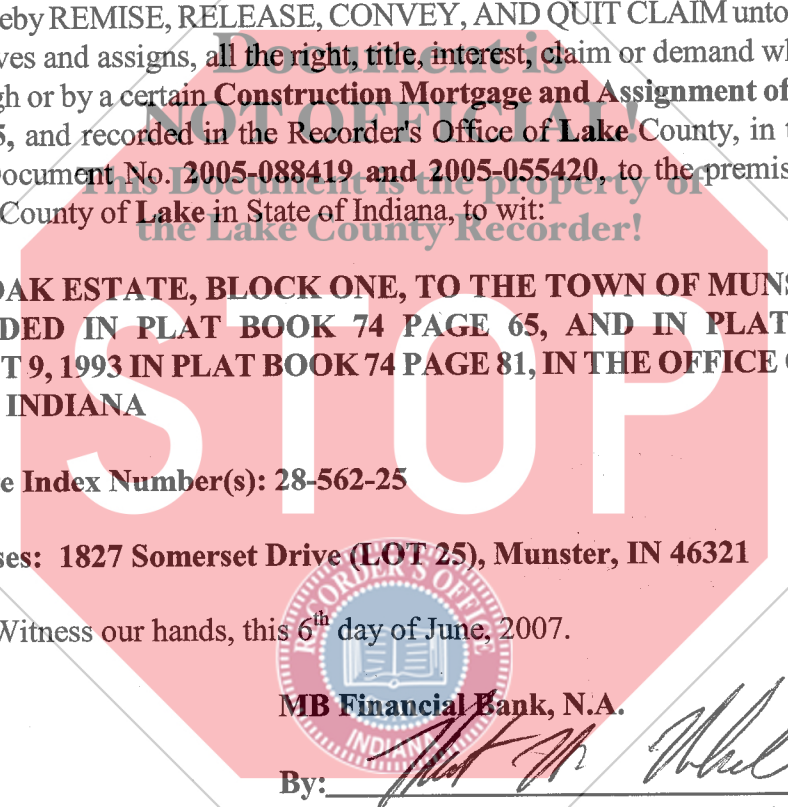 eby REMISE, RELEASE, CONVEY, AND QUIT CLAIM unto
ves and assigns, all the right, title, interest, claim or demand wh
gh or by a certain Construction Mortgage and Assignment of
5, and recorded in the Recorder's Office of Lake County, in t
Document No. 2005-088419 and 2005-055420, to the premis
County of Lake in State of Indiana, to wit:
Document is
NOT OFFICIAL!
This Document is the property of
the Lake County Recorder!
OAK ESTATE, BLOCK ONE, TO THE TOWN OF MUNS
DED IN PLAT BOOK 74 PAGE 65, AND IN PLAT
T 9, 1993 IN PLAT BOOK 74 PAGE 81, IN THE OFFICE
INDIANA
STOP
e Index Number(s): 28-562-25
ses: 1827 Somerset Drive (LOT 25), Munster, IN 46321
Witness our hands, this 6th day of June, 2007.
RECORDER'S OFFICE
INDIANA
MB Financial Bank, N.A.
By: